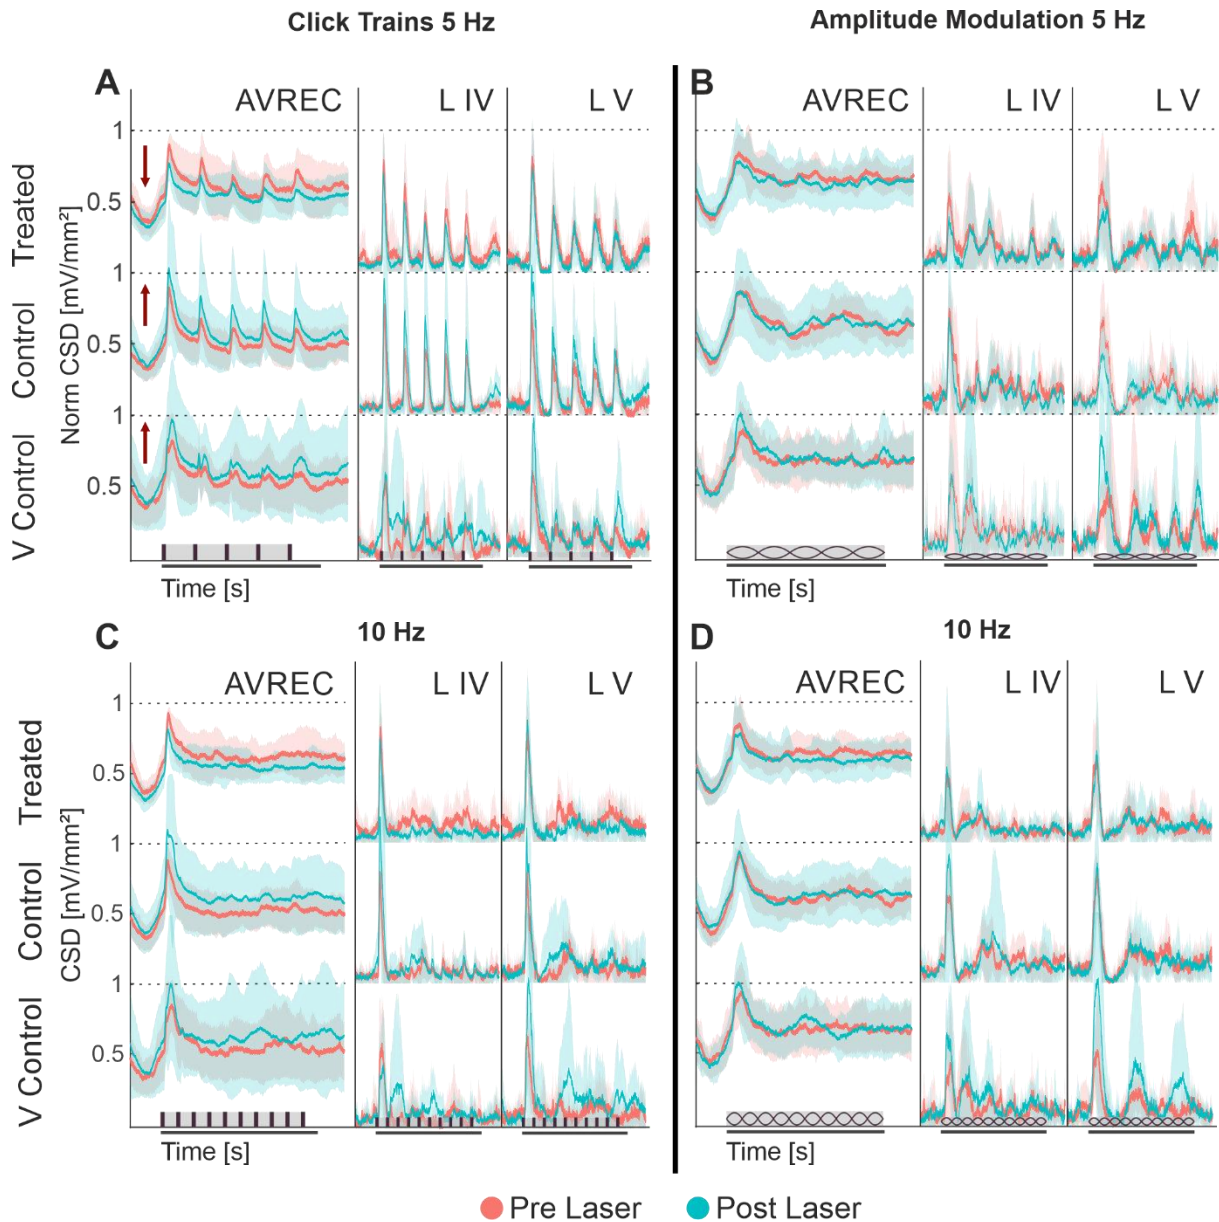 Click Trains 5 Hz
Amplitude Modulation 5 Hz
A
AVREC
L IV
L V
B
AVREC
L IV
L V
Treated
Control
V Control
Norm CSD [mV/mm²]
1
0.5
1
0.5
1
0.5
Time [s]
Time [s]
C
10 Hz
AVREC
L IV
L V
D
10 Hz
AVREC
L IV
L V
Treated
Control
V Control
CSD [mV/mm²]
1
0.5
1
0.5
1
0.5
Time [s]
Time [s]
Pre Laser
Post Laser